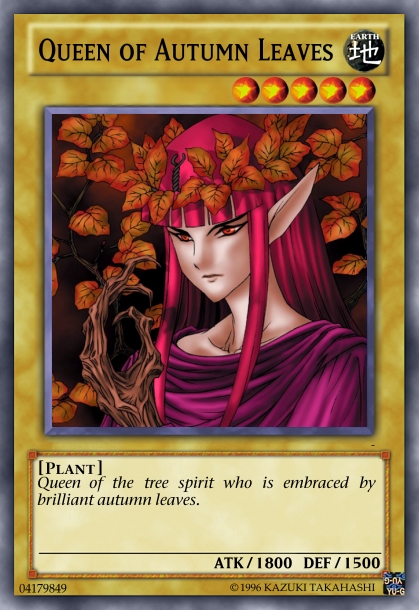 QUEEN OF AUTUMN LEAVES
EARTH
地
[PLANT]
Queen of the tree spirit who is embraced by
brilliant autumn leaves.
ATK / 1800 DEF / 1500
04179849
©1996 KAZUKI TAKAHASHI
YU-G